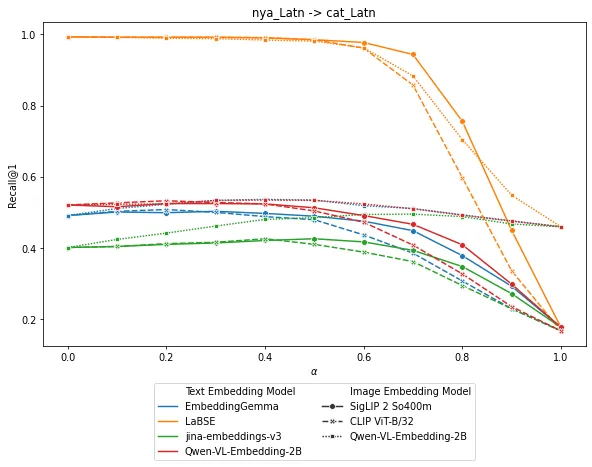 nya_Latn -> cat_Latn
Recall@1
1.0
0.8
0.6
0.4
0.2
0.0 0.2 0.4 0.6 0.8 1.0
α
Text Embedding Model Image Embedding Model
EmbeddingGemma SigLIP 2 So400m
LaBSE CLIP ViT-B/32
jina-embeddings-v3 Qwen-VL-Embedding-2B
Qwen-VL-Embedding-2B